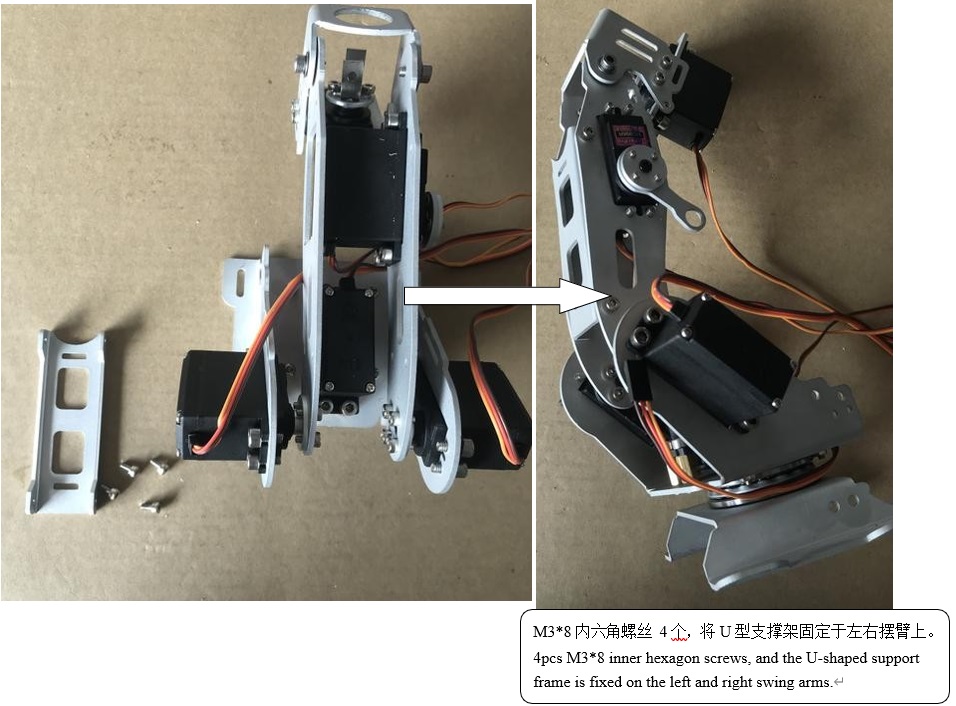 M3*8内六角螺丝 4个，将 U 型支撑架固定于左右摆臂上。
4pcs M3*8 inner hexagon screws, and the U-shaped support
frame is fixed on the left and right swing arms.↵